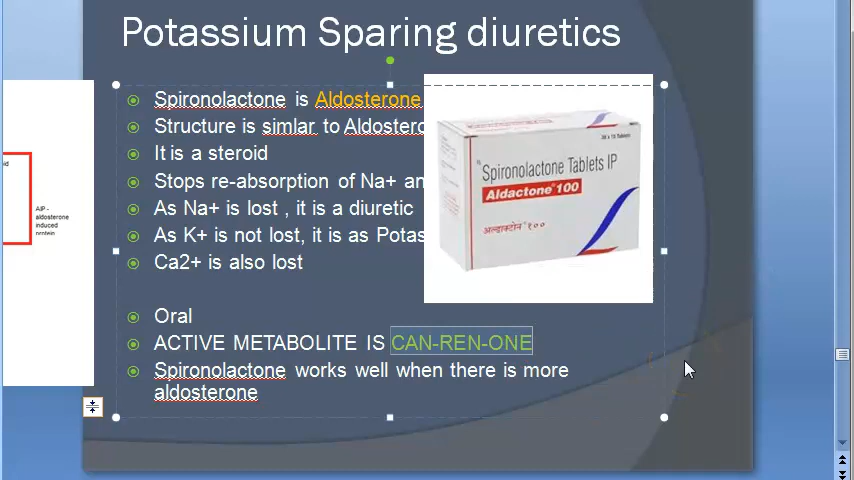 Potassium Sparing diuretics
Spironolactone is Aldosterone
Structure is simlar to Aldostero
It is a steroid
Stops re-absorption of Na+ an
As Na+ is lost , it is a diuretic
As K+ is not lost, it is as Potas
Ca2+ is also lost
Oral
ACTIVE METABOLITE IS CAN-REN-ONE
Spironolactone works well when there is more
aldosterone
Spironolactone Tablets IP
Aldactone® 100
अल्डाक्टोन® १००
AIP -
aldosterone
induced
protein